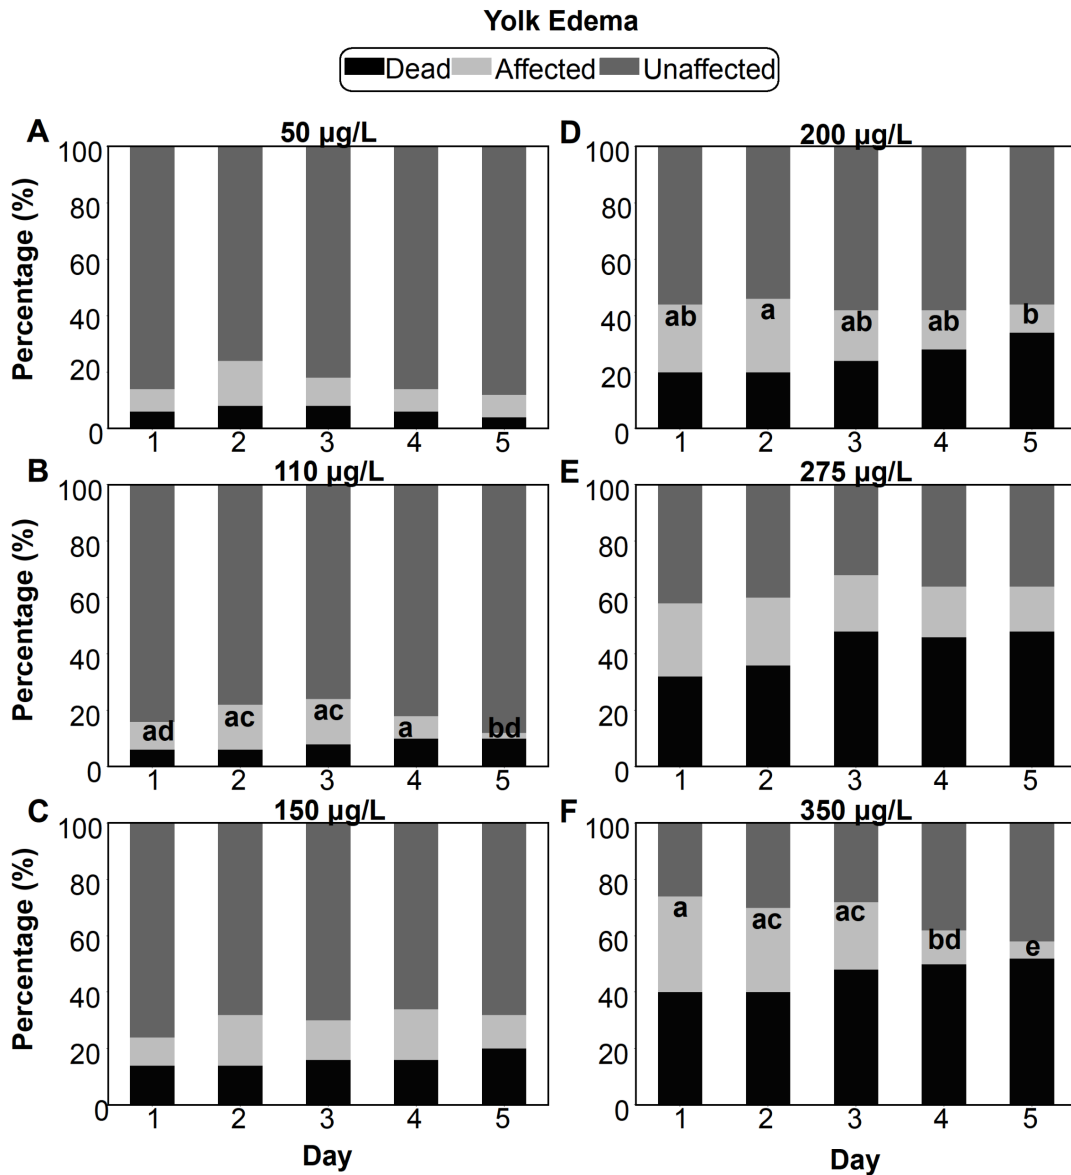 Yolk Edema
Dead Affected Unaffected
A
50 µg/L
Percentage (%)
100
80
60
40
20
0
1 2 3 4 5
D
200 µg/L
100
80
60
40
20
0
ab a ab ab b
1 2 3 4 5
B
110 µg/L
Percentage (%)
100
80
60
40
20
0
ad ac ac a bd
1 2 3 4 5
E
275 µg/L
100
80
60
40
20
0
1 2 3 4 5
C
150 µg/L
Percentage (%)
100
80
60
40
20
0
1 2 3 4 5
Day
F
350 µg/L
100
80
60
40
20
0
a ac ac bd e
1 2 3 4 5
Day